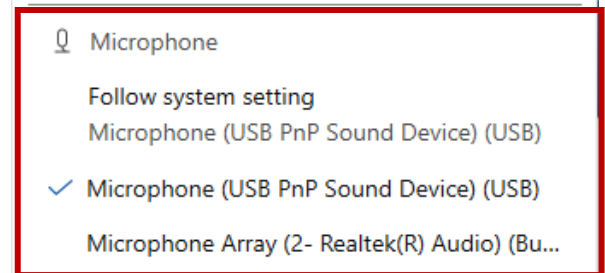 Microphone
Follow system setting
Microphone (USB PnP Sound Device) (USB)
Microphone (USB PnP Sound Device) (USB)
Microphone Array (2- Realtek(R) Audio) (Bu...